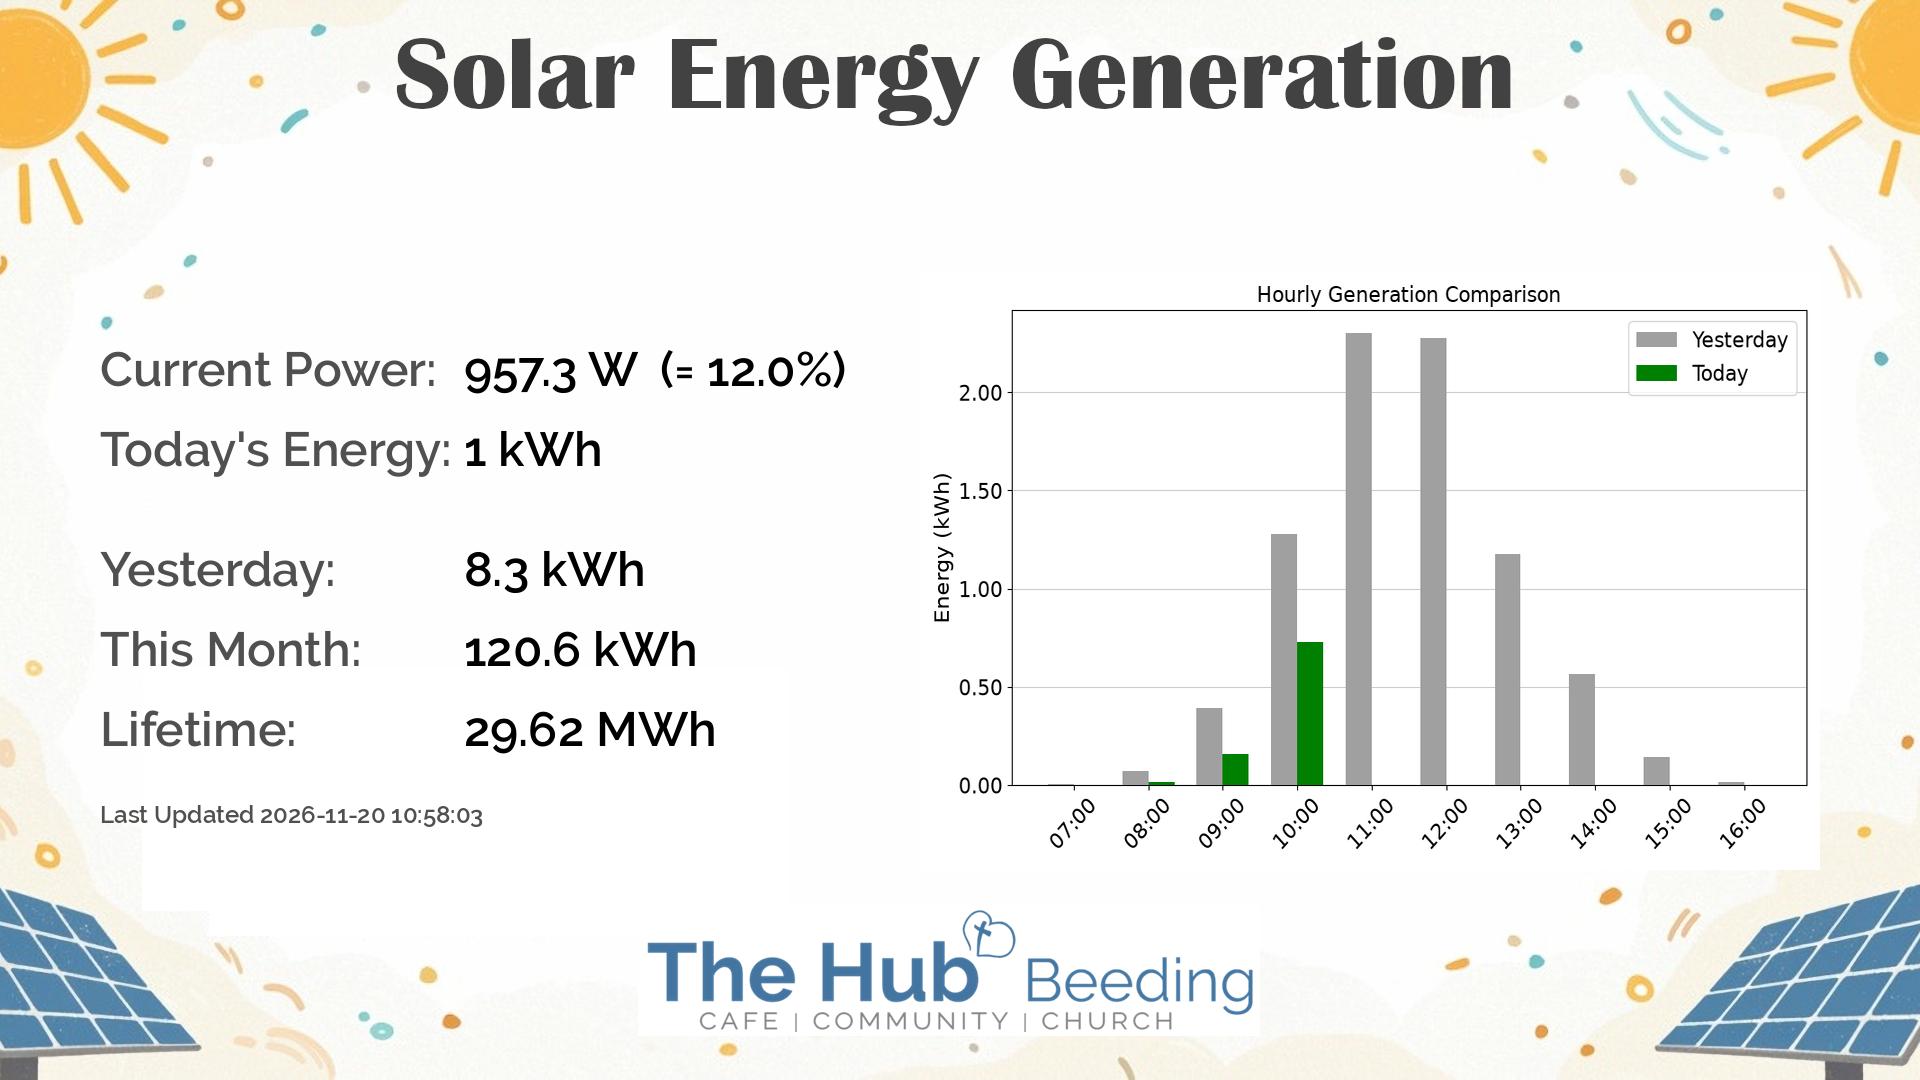 Solar Energy Generation
Current Power: 957.3 W (= 12.0%)
Today's Energy: 1 kWh
Yesterday: 8.3 kWh
This Month: 120.6 kWh
Lifetime: 29.62 MWh
Last Updated 2026-11-20 10:58:03
Hourly Generation Comparison
Yesterday
Today
Energy (kWh)
2.00
1.50
1.00
0.50
0.00
07:00 08:00 09:00 10:00 11:00 12:00 13:00 14:00 15:00 16:00
The Hub Beeding
CAFE | COMMUNITY | CHURCH